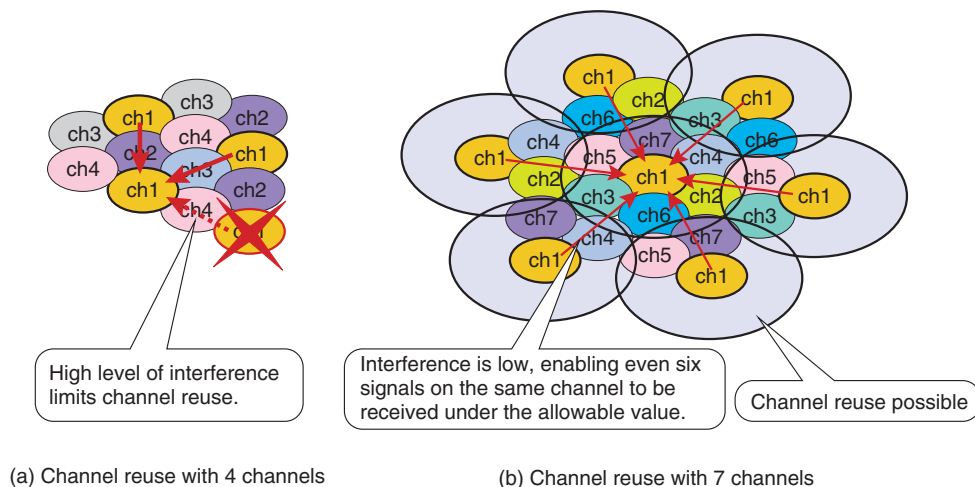 ch3
ch1
ch2
ch3
ch4
ch2
ch1
ch4
ch3
ch1
ch2
ch4
High level of interference
limits channel reuse.
(a) Channel reuse with 4 channels
ch1
ch2
ch1
ch6
ch3
ch7
ch6
ch4
ch5
ch4
ch1
ch1
ch5
ch2
ch3
ch2
ch1
ch7
ch6
ch3
ch4
ch7
ch1
ch5
ch1
Interference is low, enabling even six
signals on the same channel to be
received under the allowable value.
Channel reuse possible
(b) Channel reuse with 7 channels